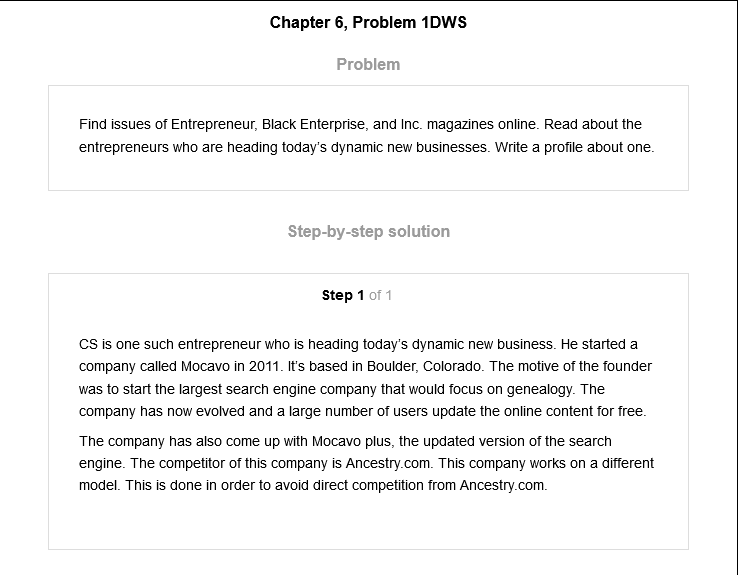 Chapter 6, Problem 1DWS
Problem
Find issues of Entrepreneur, Black Enterprise, and Inc. magazines online. Read about the
entrepreneurs who are heading today's dynamic new businesses. Write a profile about one.
Step-by-step solution
Step 1 of 1
CS is one such entrepreneur who is heading today's dynamic new business. He started a
company called Mocavo in 2011. It's based in Boulder, Colorado. The motive of the founder
was to start the largest search engine company that would focus on genealogy. The
company has now evolved and a large number of users update the online content for free.
The company has also come up with Mocavo plus, the updated version of the search
engine. The competitor of this company is Ancestry.com. This company works on a different
model. This is done in order to avoid direct competition from Ancestry.com.